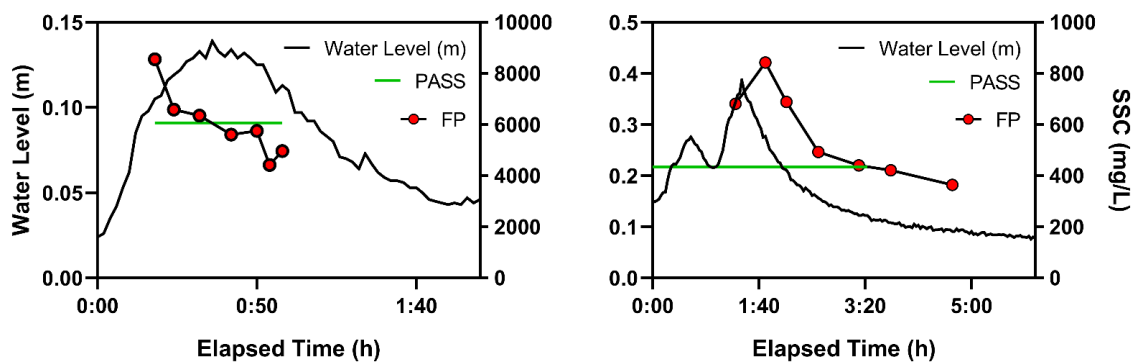 Water Level (m)
0.15
0.10
0.05
0.00
Water Level (m)
PASS
FP
10000
8000
6000
4000
2000
0
0:00
0:50
1:40
Elapsed Time (h)
0.5
0.4
0.3
0.2
0.1
0.0
Water Level (m)
PASS
FP
1000
800
600
400
200
0
SSC (mg/L)
0:00
1:40
3:20
5:00
Elapsed Time (h)